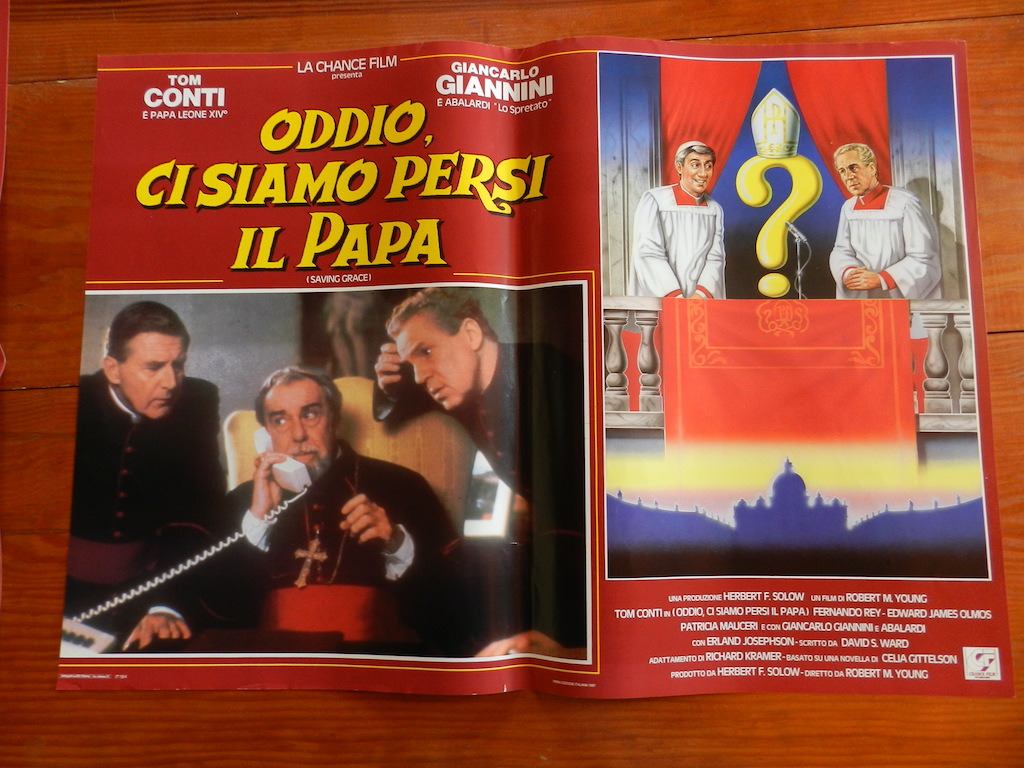 LA CHANCE FILM
presenta
TOM
CONTI
È PAPA LEONE XIV°
GIANCARLO
GIANNINI
È ABALARDI "Lo Spretato"
ODDIO,
CI SIAMO PERSI
IL PAPA
(SAVING GRACE)
UNA PRODUZIONE HERBERT F. SOLOW UN FILM DI ROBERT M. YOUNG
TOM CONTI IN (ODDIO, CI SIAMO PERSI IL PAPA) FERNANDO REY - EDWARD JAMES OLMOS
PATRICIA MAUCERI E CON GIANCARLO GIANNINI È ABALARDI
CON ERLAND JOSEPHSON - SCRITTO DA DAVID S. WARD
ADATTAMENTO DI RICHARD KRAMER - BASATO SU UNA NOVELLA DI CELIA GITTELSON
PRODOTTO DA HERBERT F. SOLOW - DIRETTO DA ROBERT M. YOUNG
CHANCE FILM